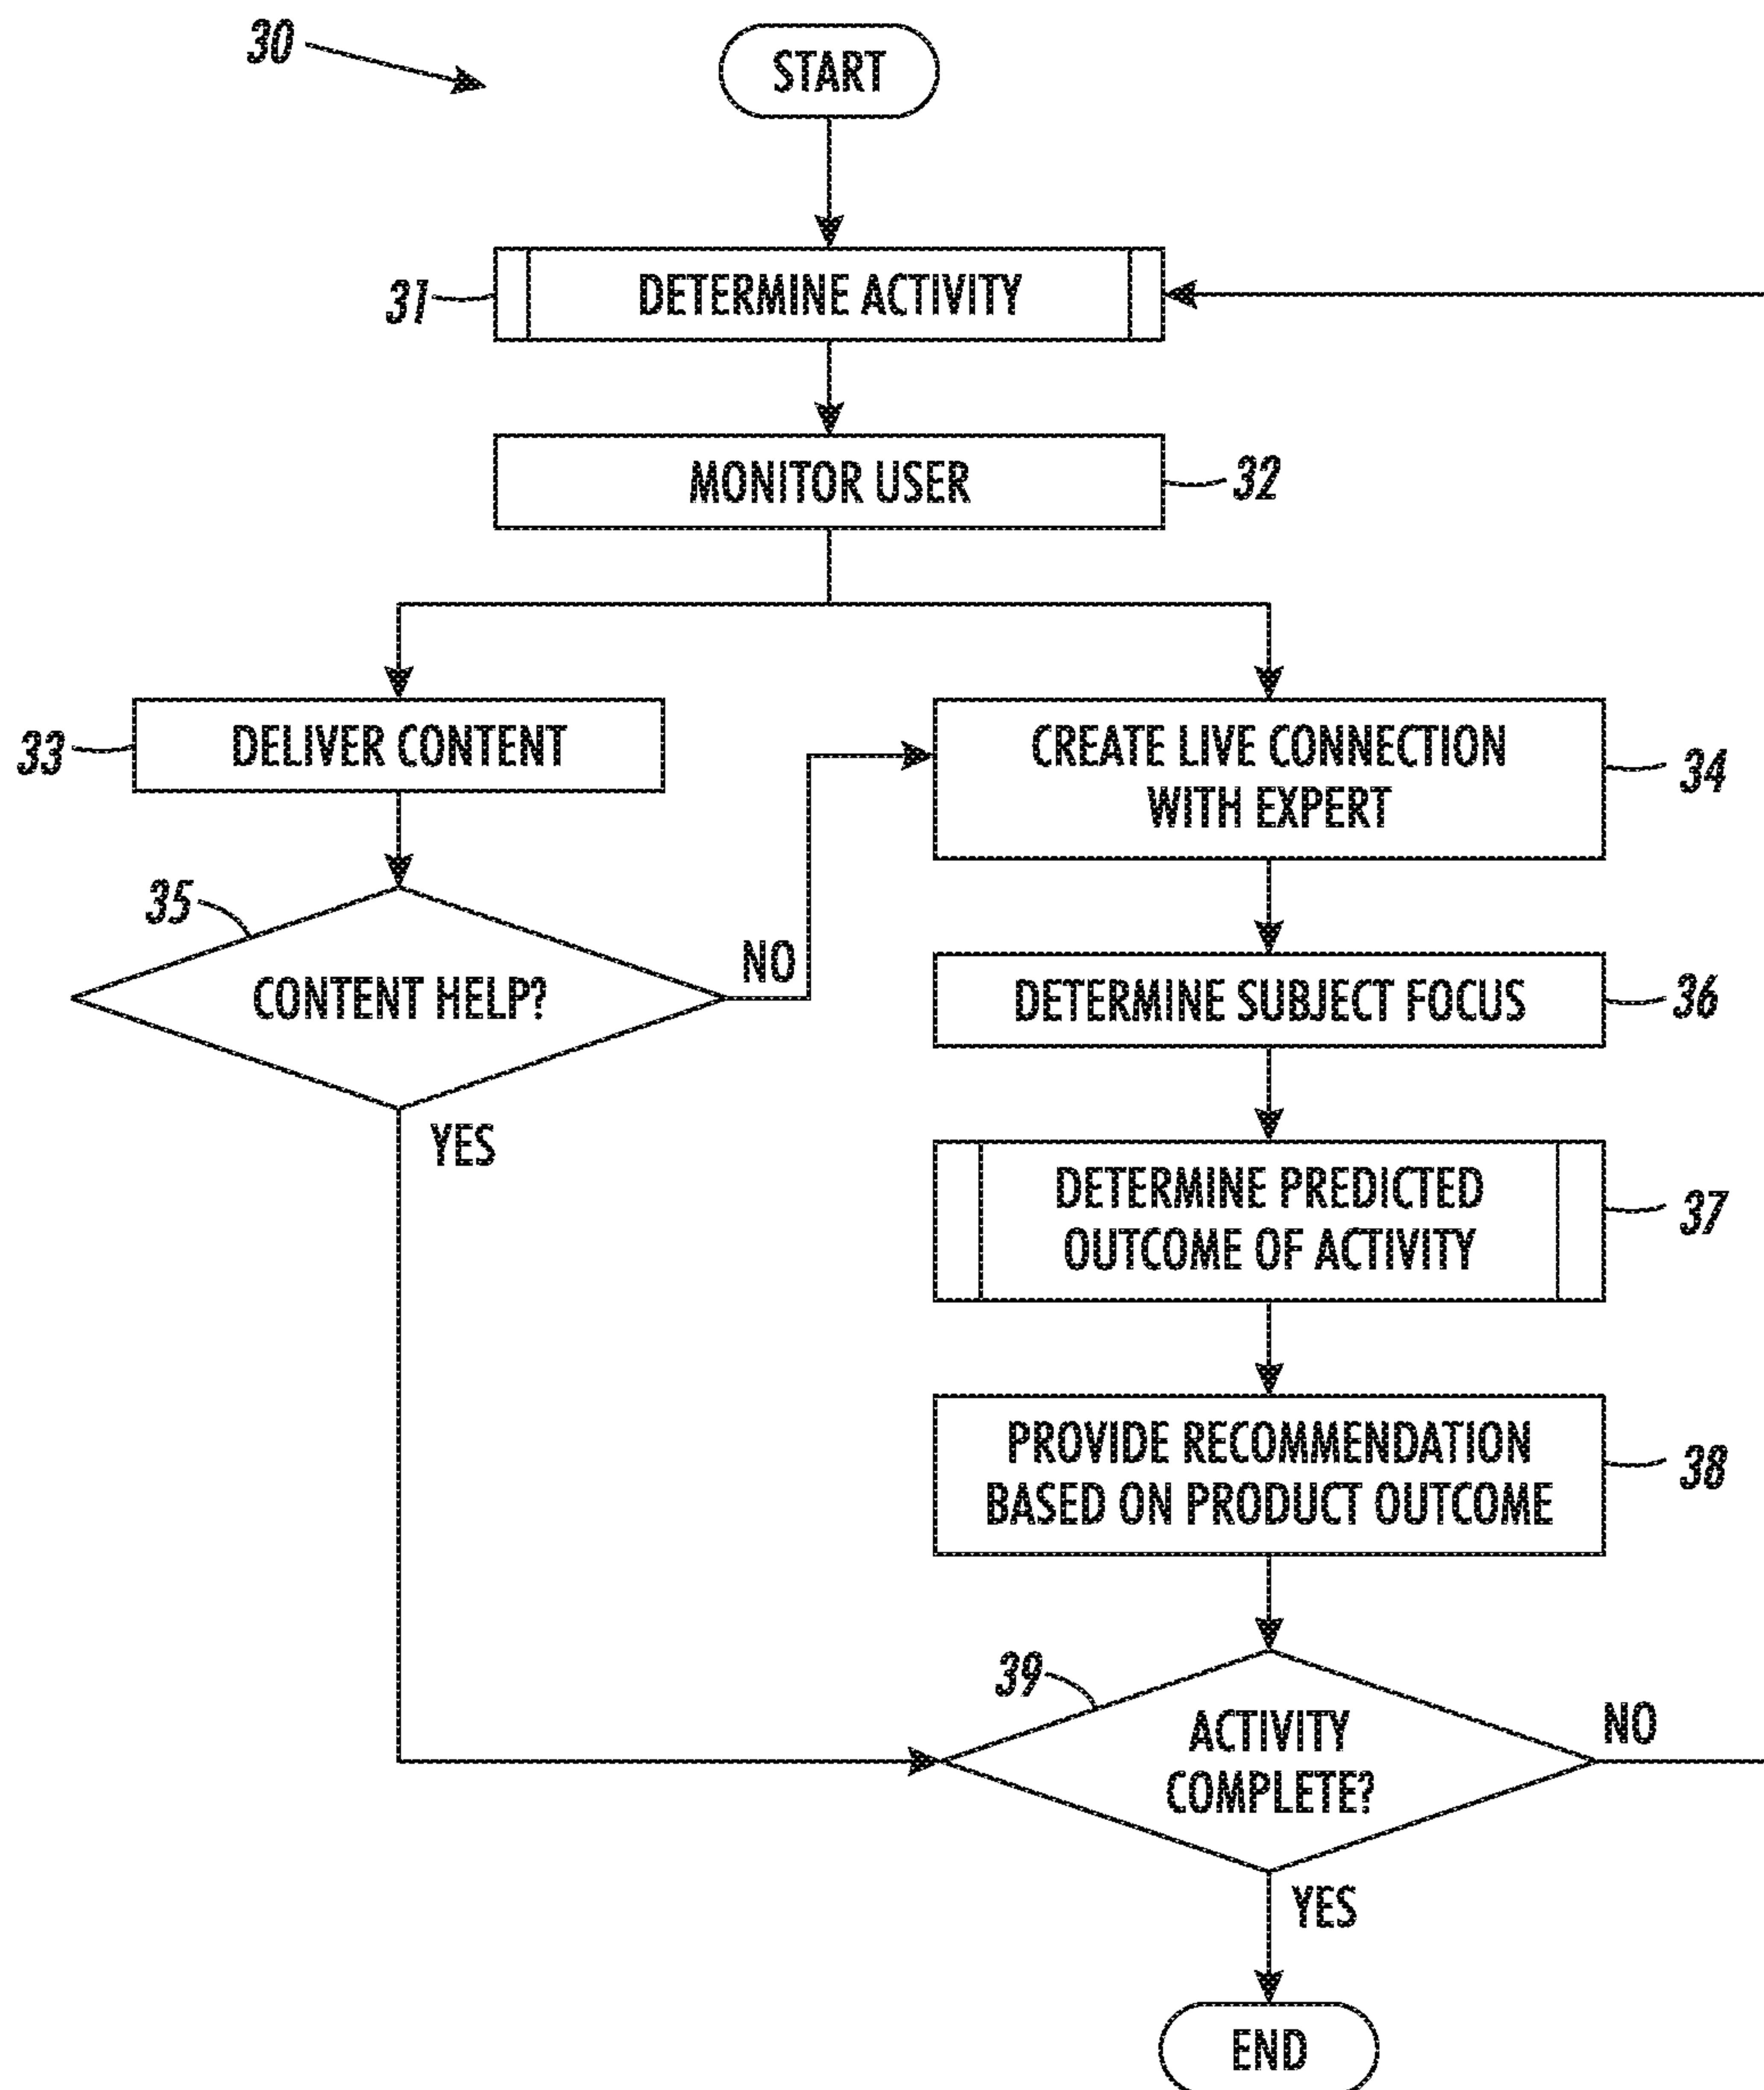 30
START
31
DETERMINE ACTIVITY
MONITOR USER
32
33
DELIVER CONTENT
CREATE LIVE CONNECTION
WITH EXPERT
34
35
CONTENT HELP?
NO
YES
DETERMINE SUBJECT FOCUS
36
DETERMINE PREDICTED
OUTCOME OF ACTIVITY
37
PROVIDE RECOMMENDATION
BASED ON PRODUCT OUTCOME
38
39
ACTIVITY
COMPLETE?
NO
YES
END